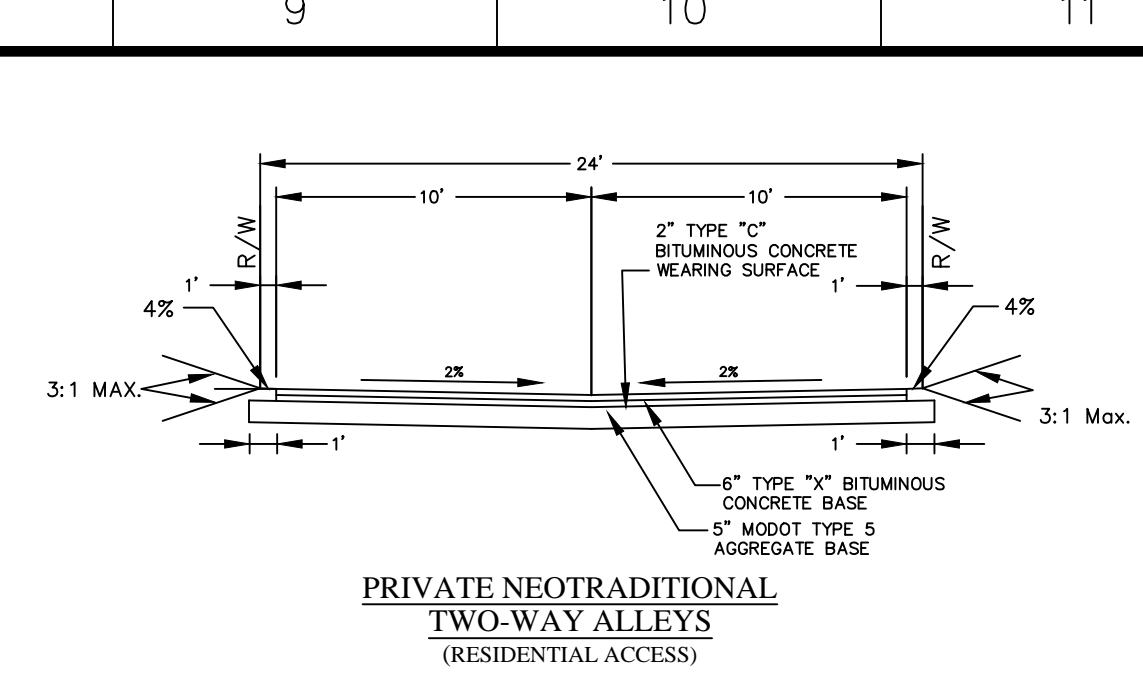 9 10 11
24'
10' 10'
R/W
R/W
2" TYPE "C"
BITUMINOUS CONCRETE
WEARING SURFACE
1' 1'
4% 4%
2% 2%
3:1 MAX.
3:1 Max.
1' 1'
6" TYPE "X" BITUMINOUS
CONCRETE BASE
5" MODOT TYPE 5
AGGREGATE BASE
PRIVATE NEOTRADITIONAL
TWO-WAY ALLEYS
(RESIDENTIAL ACCESS)